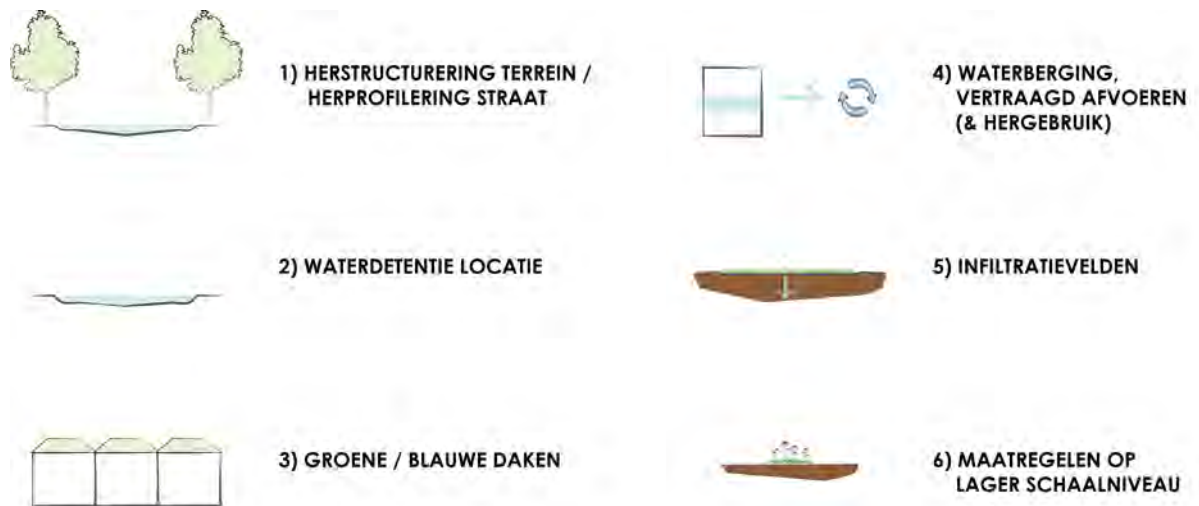 1) HERSTRUCTURERING TERREIN /
HERPROFILERING STRAAT
2) WATERDETENTIE LOCATIE
3) GROENE / BLAUWE DAKEN
4) WATERBERGING,
VERTRAAGD AFVOEREN
(& HERGEBRUIK)
5) INFILTRATIEVELDEN
6) MAATREGELEN OP
LAGER SCHAALNIVEAU